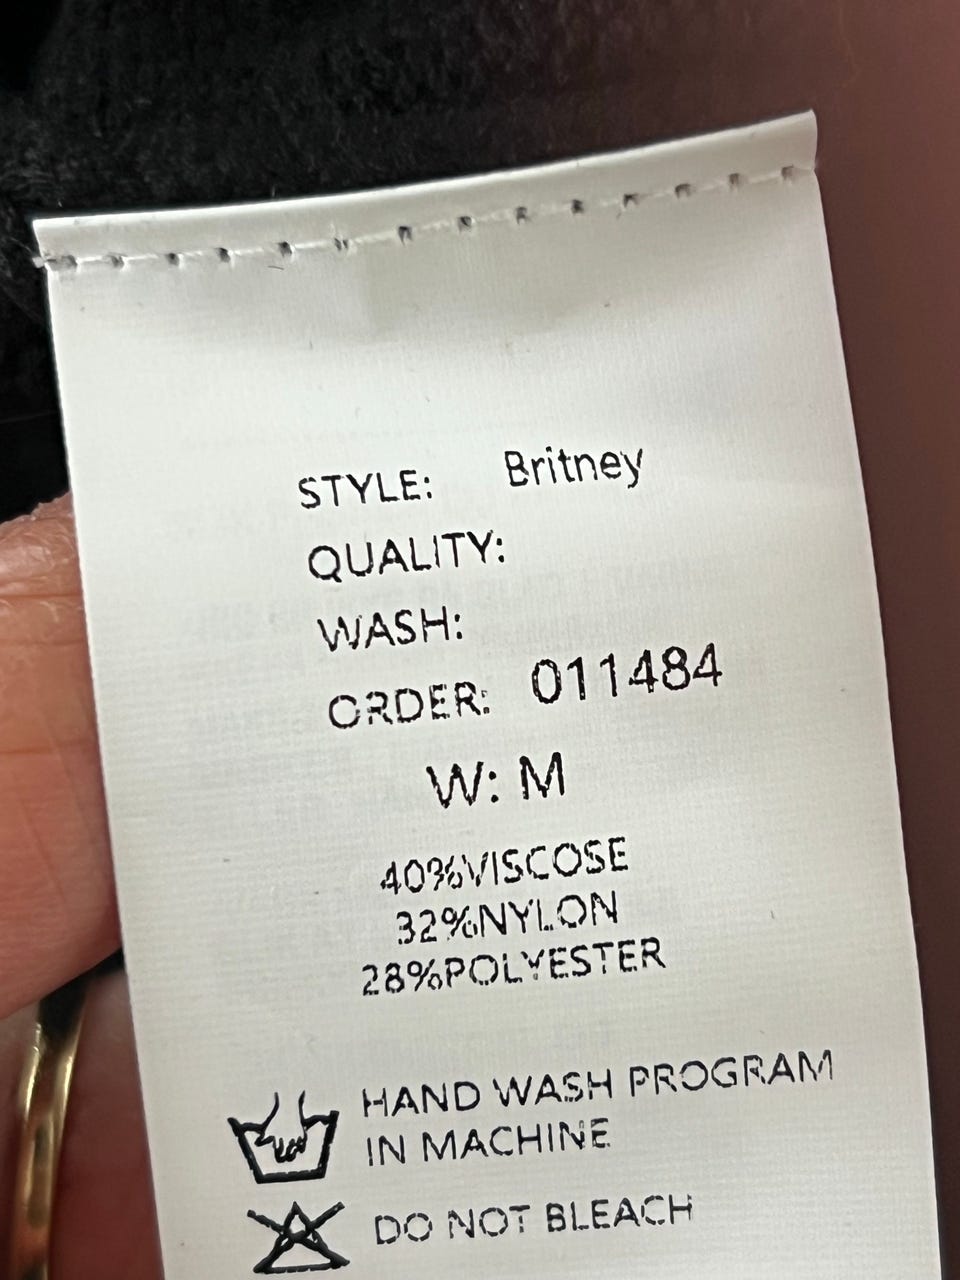 STYLE: Britney
QUALITY:
WASH:
ORDER: 011484
W: M
40%VISCOSE
32%NYLON
28%POLYESTER
HAND WASH PROGRAM
IN MACHINE
DO NOT BLEACH